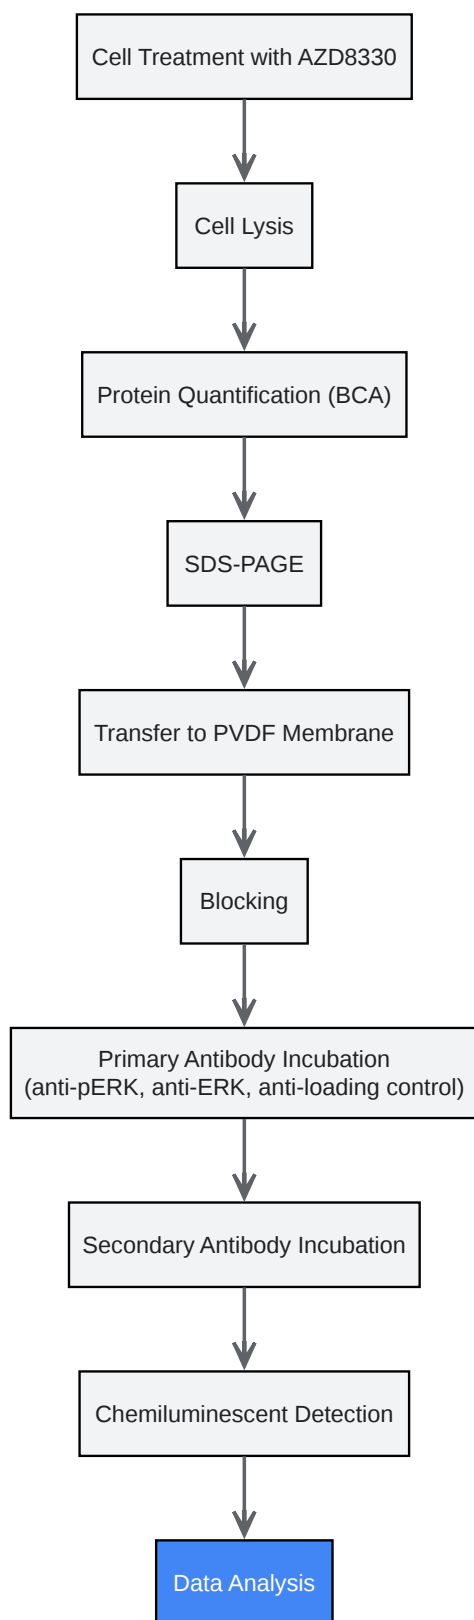 Cell Treatment with AZD8330
Cell Lysis
Protein Quantification (BCA)
SDS-PAGE
Transfer to PVDF Membrane
Blocking
Primary Antibody Incubation
(anti-pERK, anti-ERK, anti-loading control)
Secondary Antibody Incubation
Chemiluminescent Detection
Data Analysis